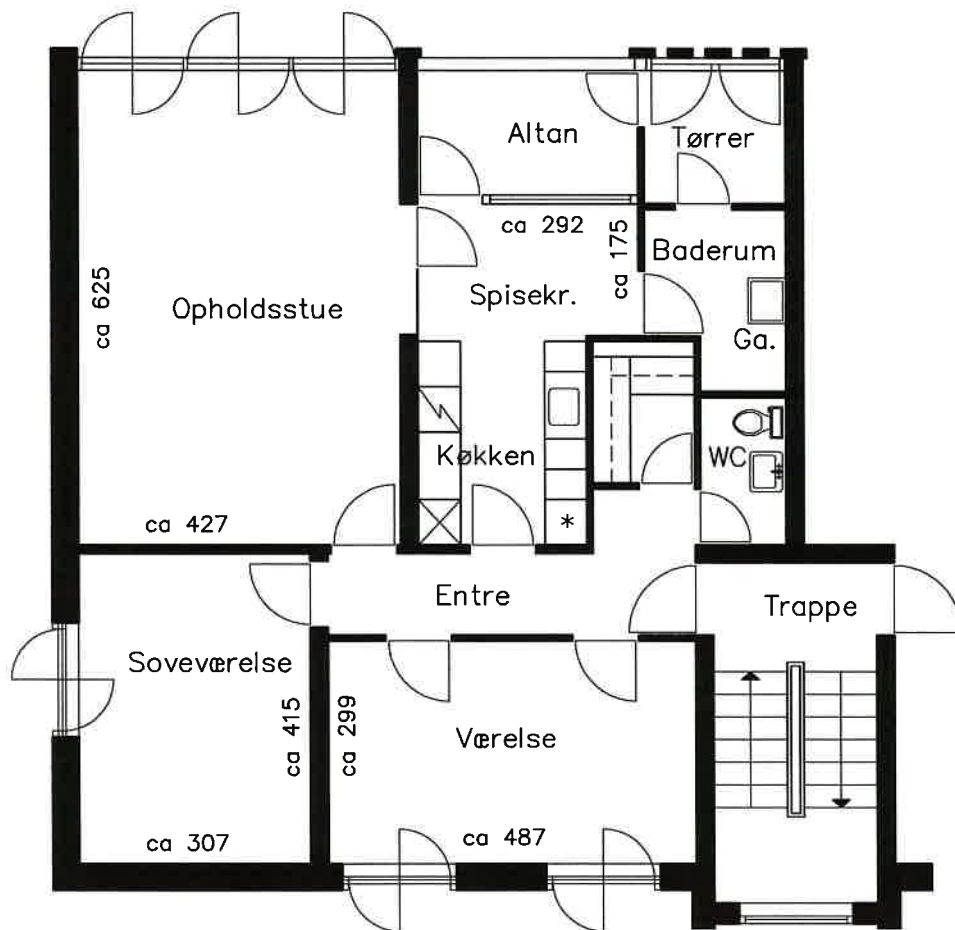 Altan
Tørrer
ca 292
ca 175
Baderum
ca 625
Opholdsstue
Spisekr.
Ga.
Køkken
WC
ca 427
*
Entre
Trappe
Soveværelse
ca 415
ca 299
Værelse
ca 307
ca 487